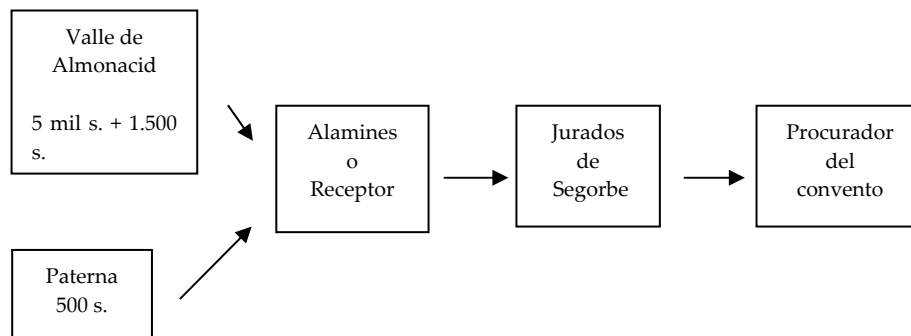 Valle de
Almonacid
5 mil s. + 1.500
s.
Alamines
o
Receptor
Jurados
de
Segorbe
Procurador
del
convento
Paterna
500 s.